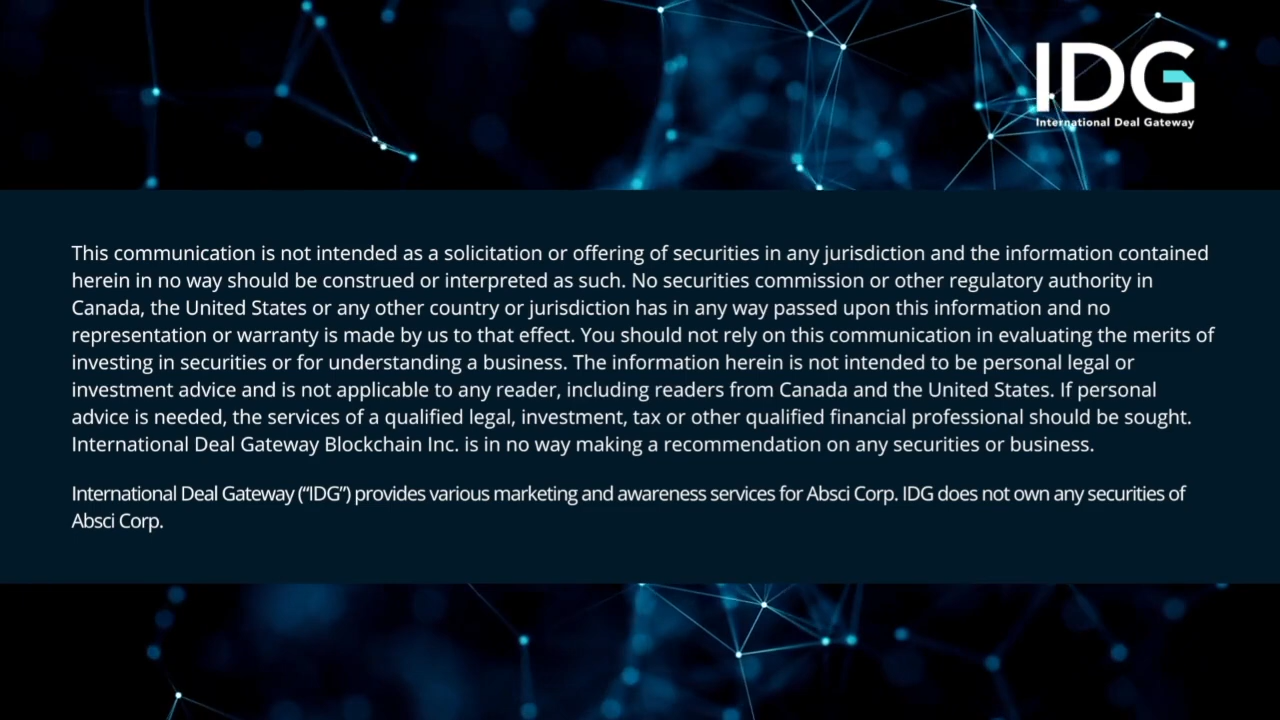 IDG
International Deal Gateway
This communication is not intended as a solicitation or offering of securities in any jurisdiction and the information contained
herein in no way should be construed or interpreted as such. No securities commission or other regulatory authority in
Canada, the United States or any other country or jurisdiction has in any way passed upon this information and no
representation or warranty is made by us to that effect. You should not rely on this communication in evaluating the merits of
investing in securities or for understanding a business. The information herein is not intended to be personal legal or
investment advice and is not applicable to any reader, including readers from Canada and the United States. If personal
advice is needed, the services of a qualified legal, investment, tax or other qualified financial professional should be sought.
International Deal Gateway Blockchain Inc. is in no way making a recommendation on any securities or business.
International Deal Gateway (“IDG”) provides various marketing and awareness services for Absci Corp. IDG does not own any securities of
Absci Corp.